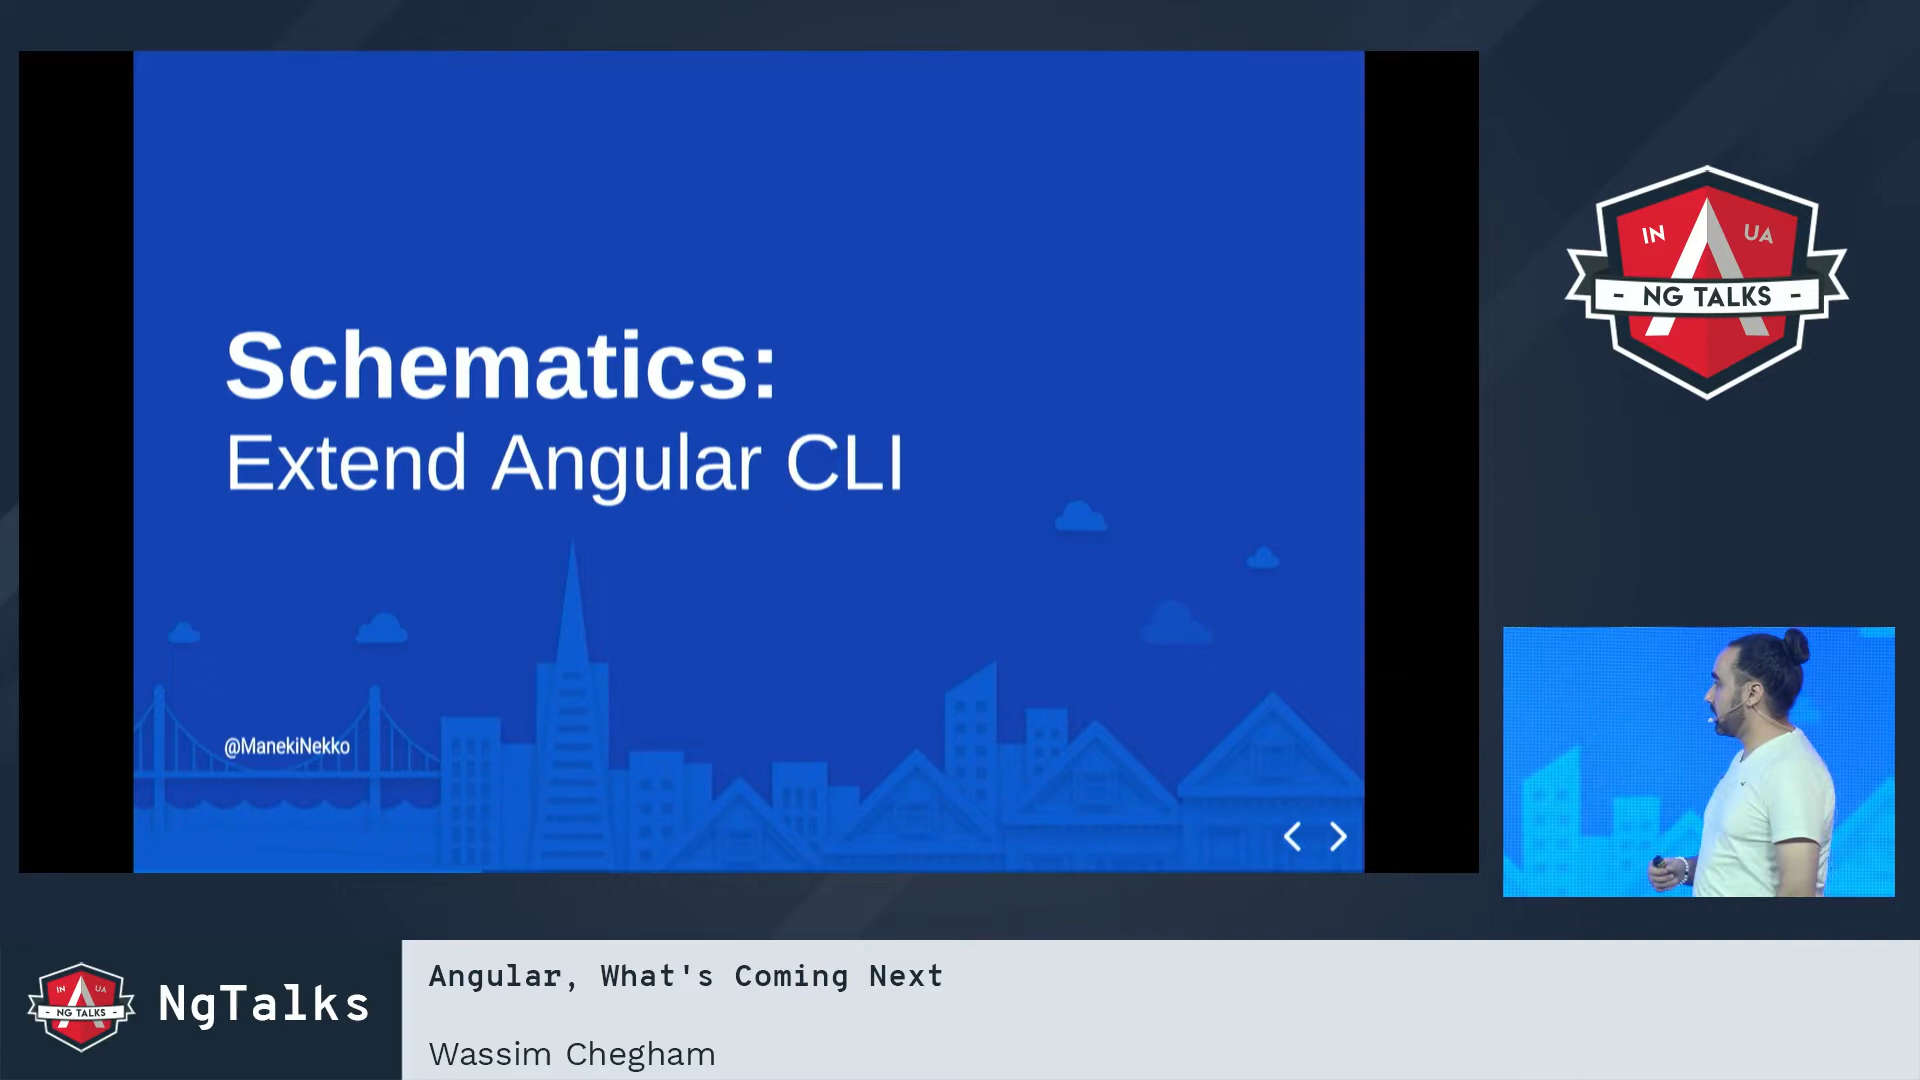 Schematics:
Extend Angular CLI
@ManekiNekko
IN UA
- NG TALKS -
IN UA
- NG TALKS -
NgTalks
Angular, What's Coming Next
Wassim Chegham